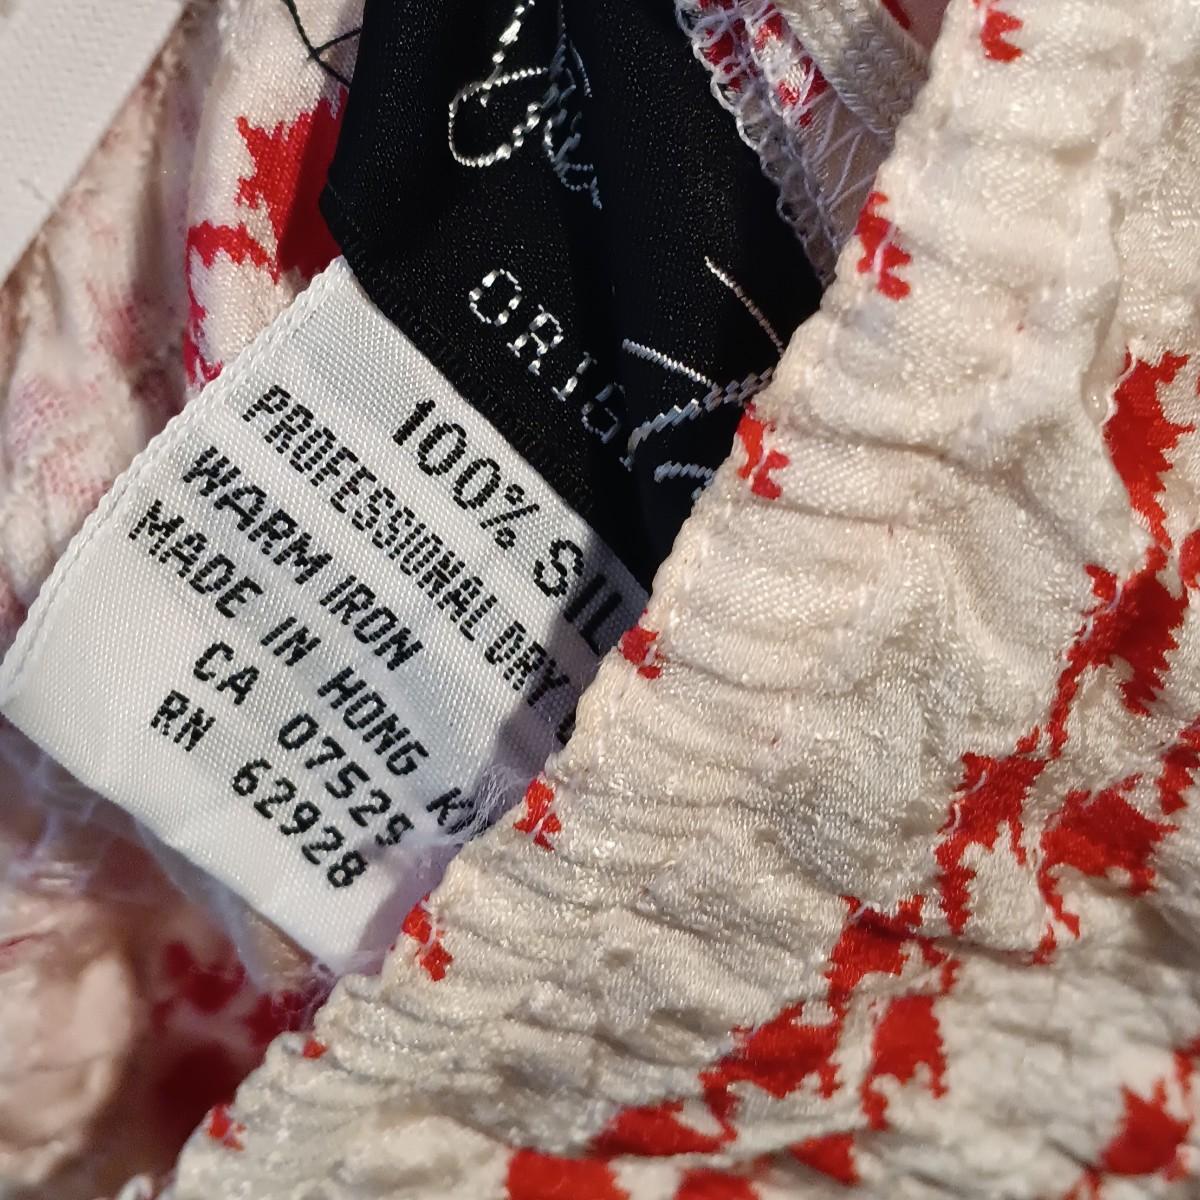 ORIG
100% SIL
PROFESSIONAL DRY
WARM IRON
MADE IN HONG K
CA 07529
RN 62928